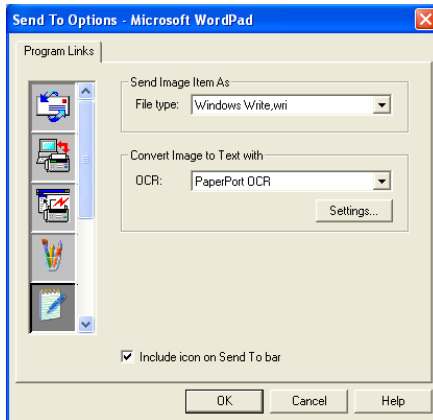 Send To Options - Microsoft WordPad
Program Links
Send Image Item As
File type: Windows Write,wri
Convert Image to Text with
OCR: PaperPort OCR
Settings...
Include icon on Send To bar
OK Cancel Help